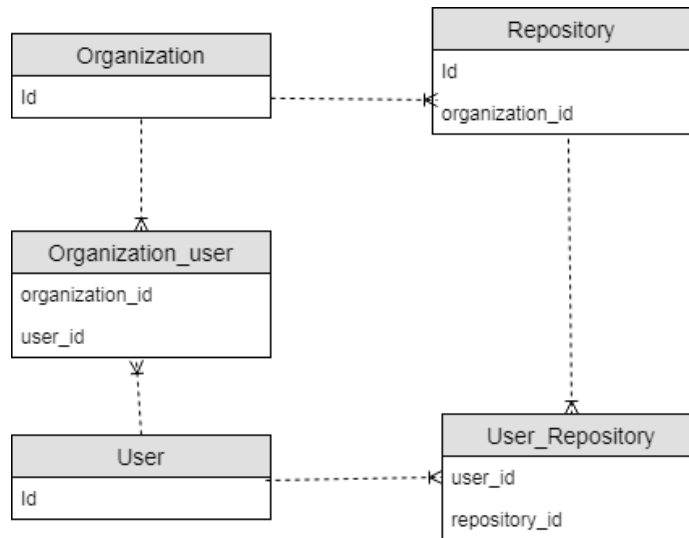 Organization
Id
Repository
Id
organization_id
Organization_user
organization_id
user_id
User
Id
User_Repository
user_id
repository_id